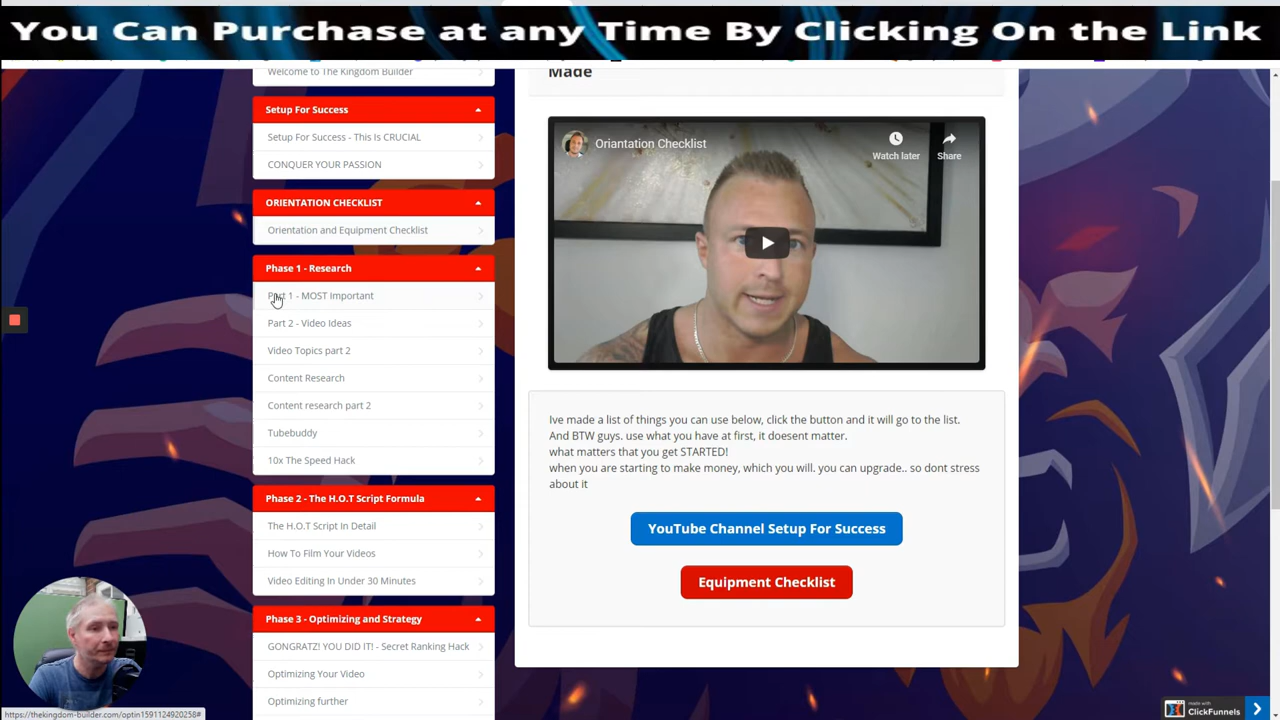 You Can Purchase at any Time By Clicking On the Link
Welcome to The Kingdom Builder
Setup For Success
Setup For Success - This Is CRUCIAL
CONQUER YOUR PASSION
ORIENTATION CHECKLIST
Orientation and Equipment Checklist
Phase 1 - Research
Part 1 - MOST Important
Part 2 - Video Ideas
Video Topics part 2
Content Research
Content research part 2
Tubebuddy
10x The Speed Hack
Phase 2 - The H.O.T Script Formula
The H.O.T Script In Detail
How To Film Your Videos
Video Editing In Under 30 Minutes
Phase 3 - Optimizing and Strategy
GONGRATZ! YOU DID IT! - Secret Ranking Hack
Optimizing Your Video
Optimizing further
https://thekingdom-builder.com/optin1591124920258#
Made
Oriantation Checklist
Watch later
Share
Ive made a list of things you can use below, click the button and it will go to the list.
And BTW guys. use what you have at first, it doesent matter.
what matters that you get STARTED!
when you are starting to make money, which you will. you can upgrade.. so dont stress
about it
YouTube Channel Setup For Success
Equipment Checklist
made with
ClickFunnels